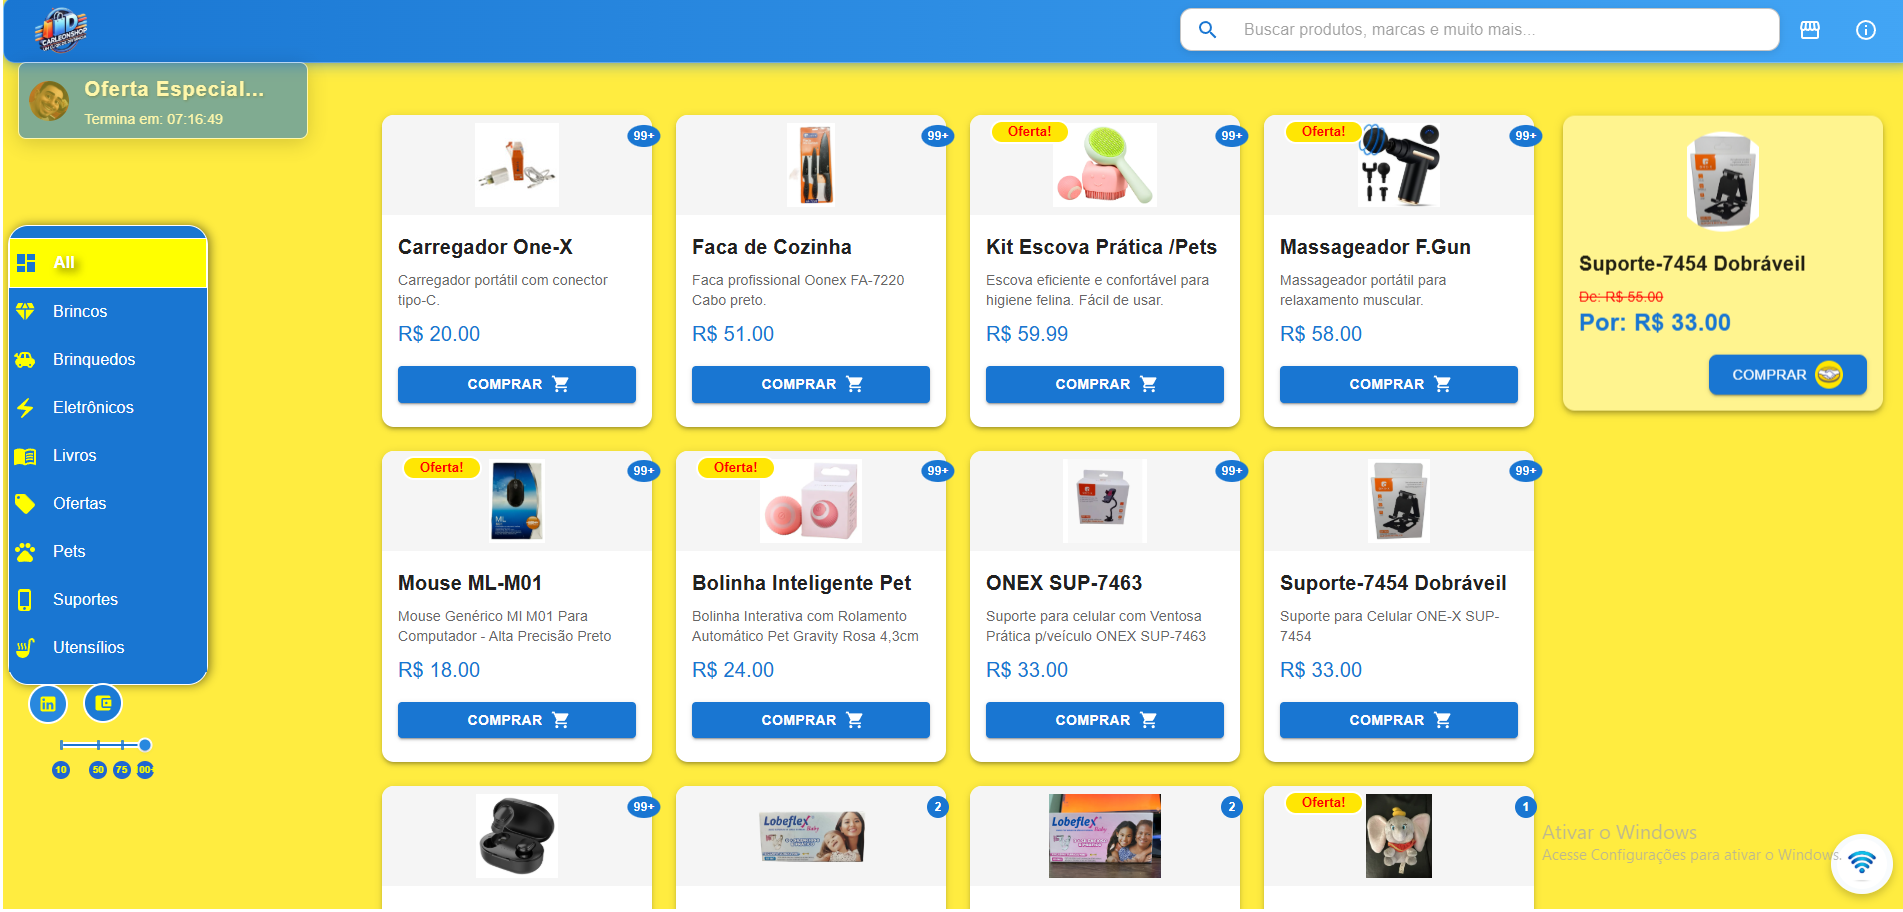 CARLEONSHOP
Buscar produtos, marcas e muito mais...
Oferta Especial...
Termina em: 07:16:49
All
Brincos
Brinquedos
Eletrônicos
Livros
Ofertas
Pets
Suportes
Utensílios
10 50 75
99+
Carregador One-X
Carregador portátil com conector
tipo-C.
R$ 20.00
COMPRAR
99+
Faca de Cozinha
Faca profissional Oonex FA-7220
Cabo preto.
R$ 51.00
COMPRAR
Oferta!
99+
Kit Escova Prática /Pets
Escova eficiente e confortável para
higiene felina. Fácil de usar.
R$ 59.99
COMPRAR
Oferta!
99+
Massageador F.Gun
Massageador portátil para
relaxamento muscular.
R$ 58.00
COMPRAR
Suporte-7454 Dobráveil
De: R$ 55.00
Por: R$ 33.00
COMPRAR
Oferta!
99+
ML
Mouse ML-M01
Mouse Genérico Ml M01 Para
Computador - Alta Precisão Preto
R$ 18.00
COMPRAR
Oferta!
99+
Bolinha Inteligente Pet
Bolinha Interativa com Rolamento
Automático Pet Gravity Rosa 4,3cm
R$ 24.00
COMPRAR
99+
ONEX SUP-7463
Suporte para celular com Ventosa
Prática p/veículo ONEX SUP-7463
R$ 33.00
COMPRAR
99+
Suporte-7454 Dobráveil
Suporte para Celular ONE-X SUP-
7454
R$ 33.00
COMPRAR
99+
2
Lobeflex
Baby
2
Lobeflex
Baby
Oferta!
1
Ativar o Windows
Acesse Configurações para ativar o Windows.